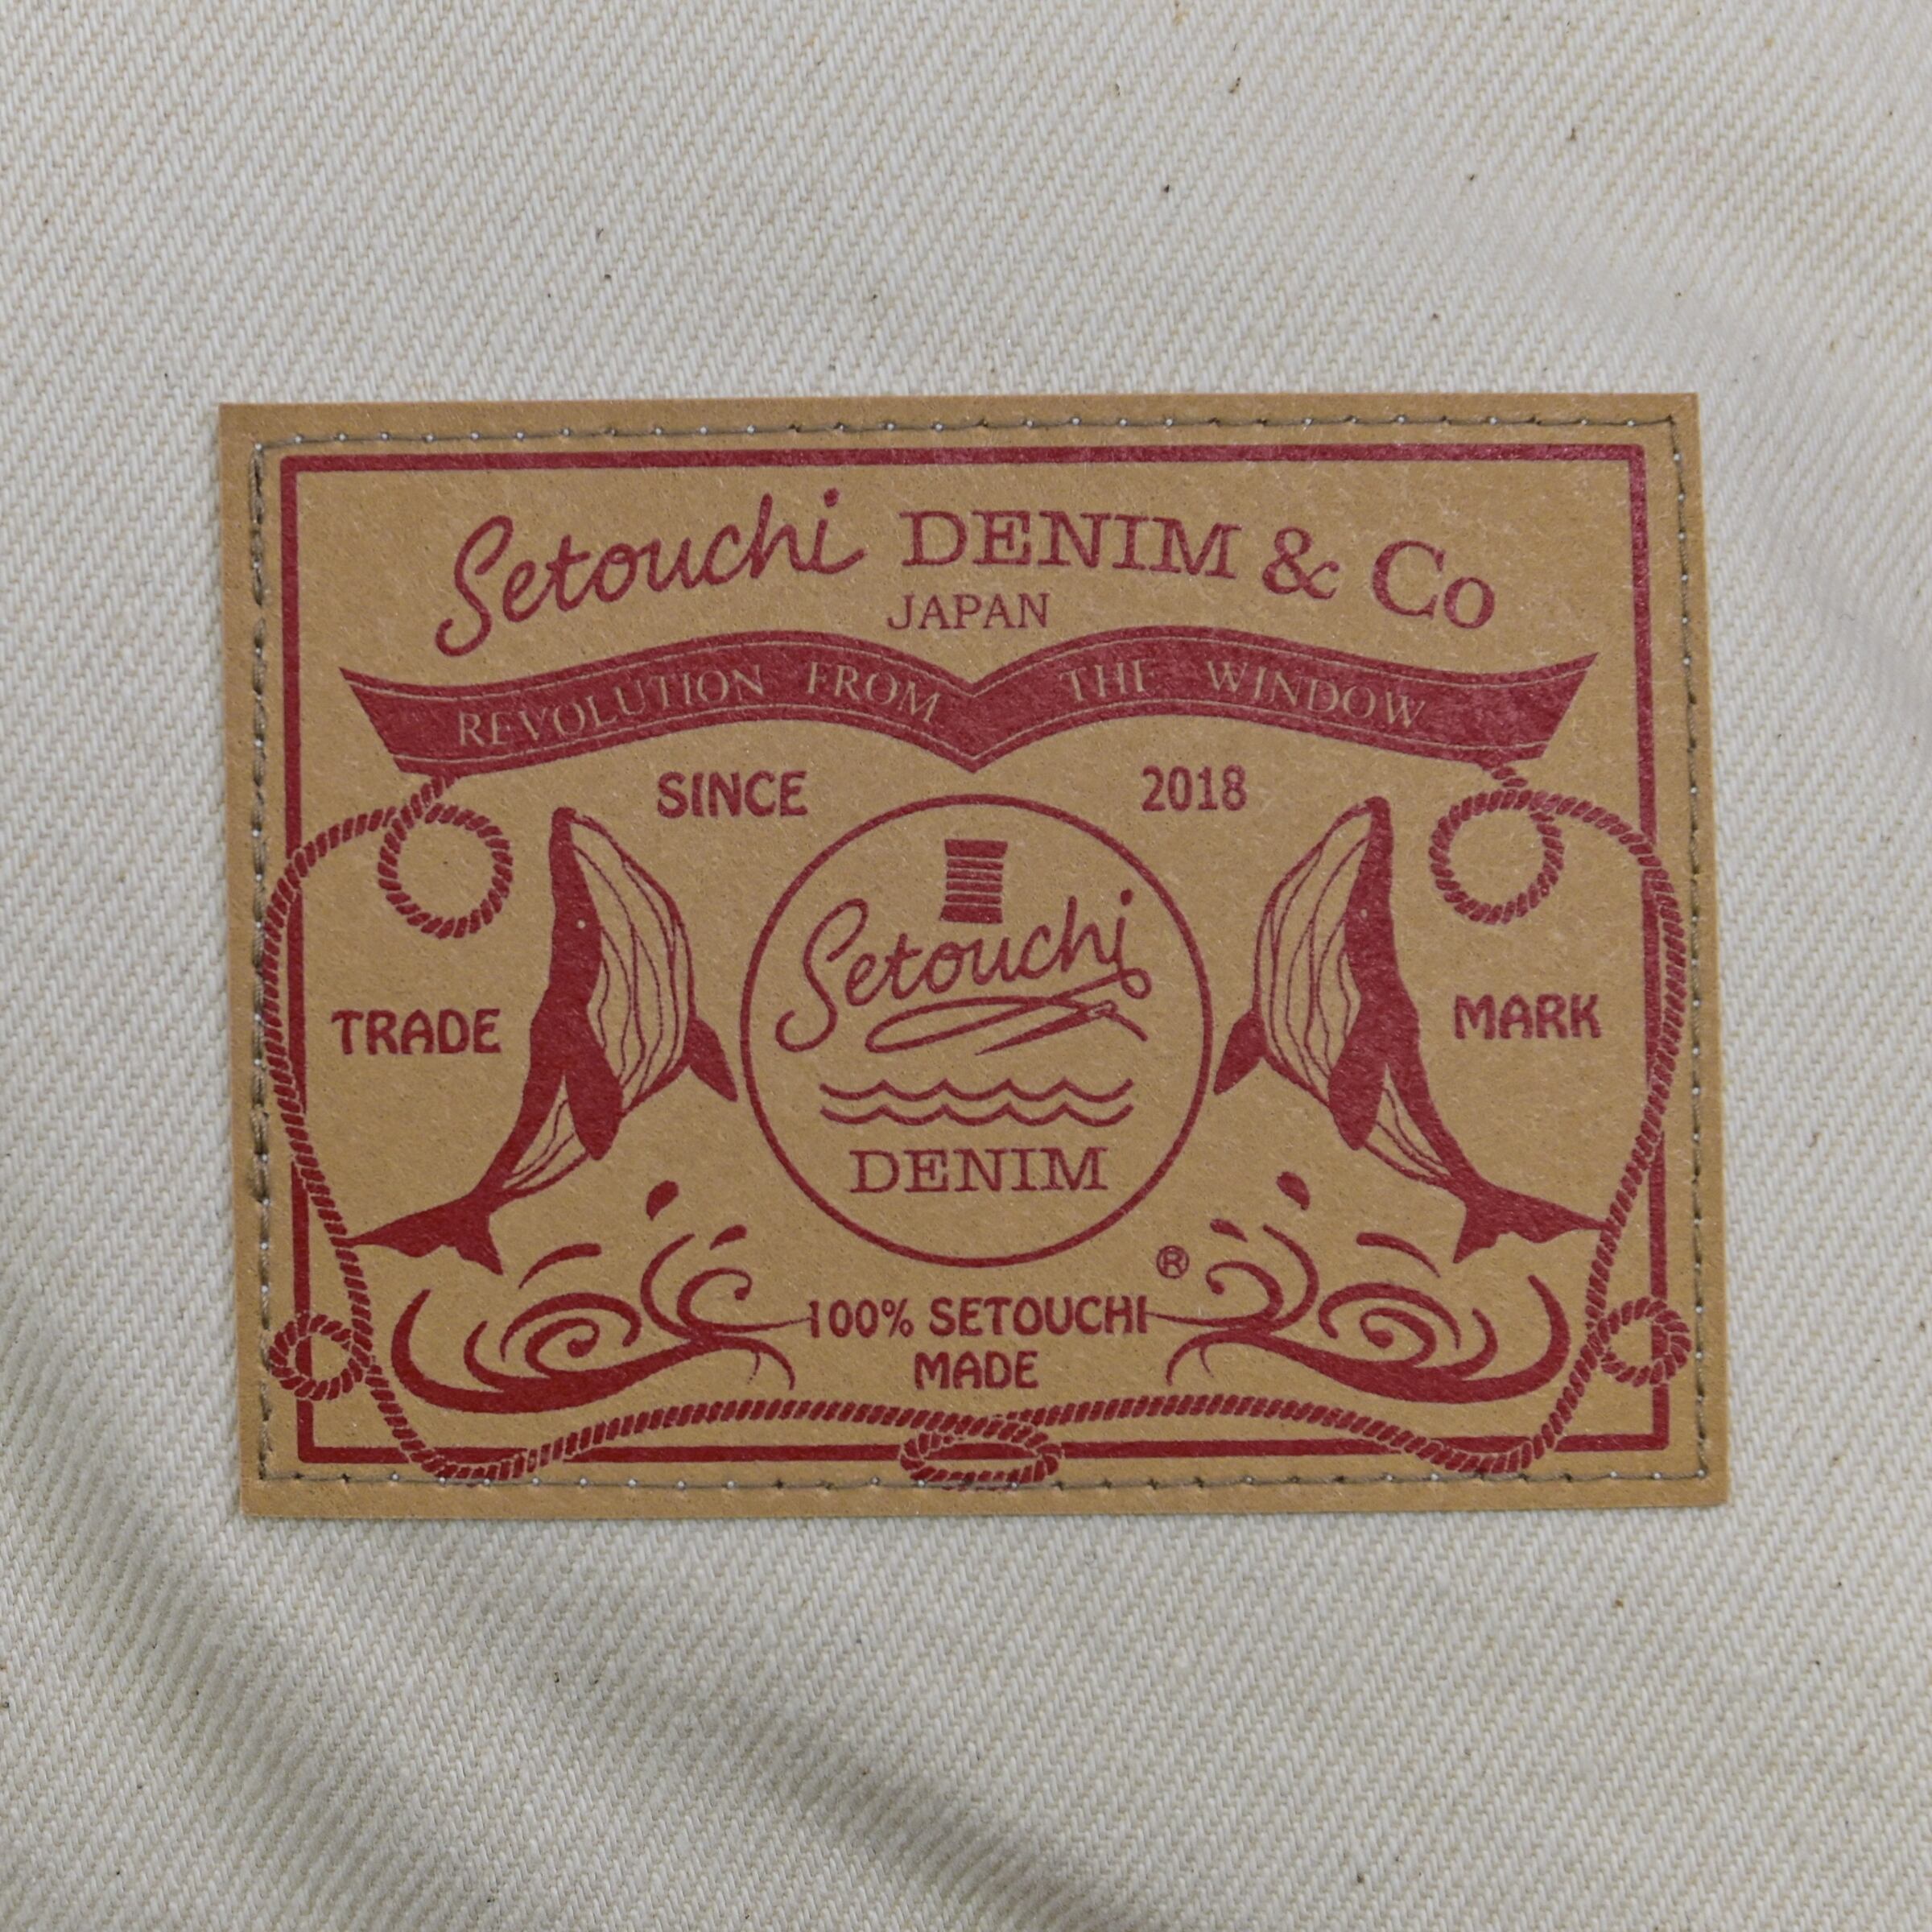 Setouchi DENIM & Co
JAPAN
REVOLUTION FROM THE WINDOW
SINCE 2018
TRADE MARK
Setouchi
DENIM
®
100% SETOUCHI
MADE